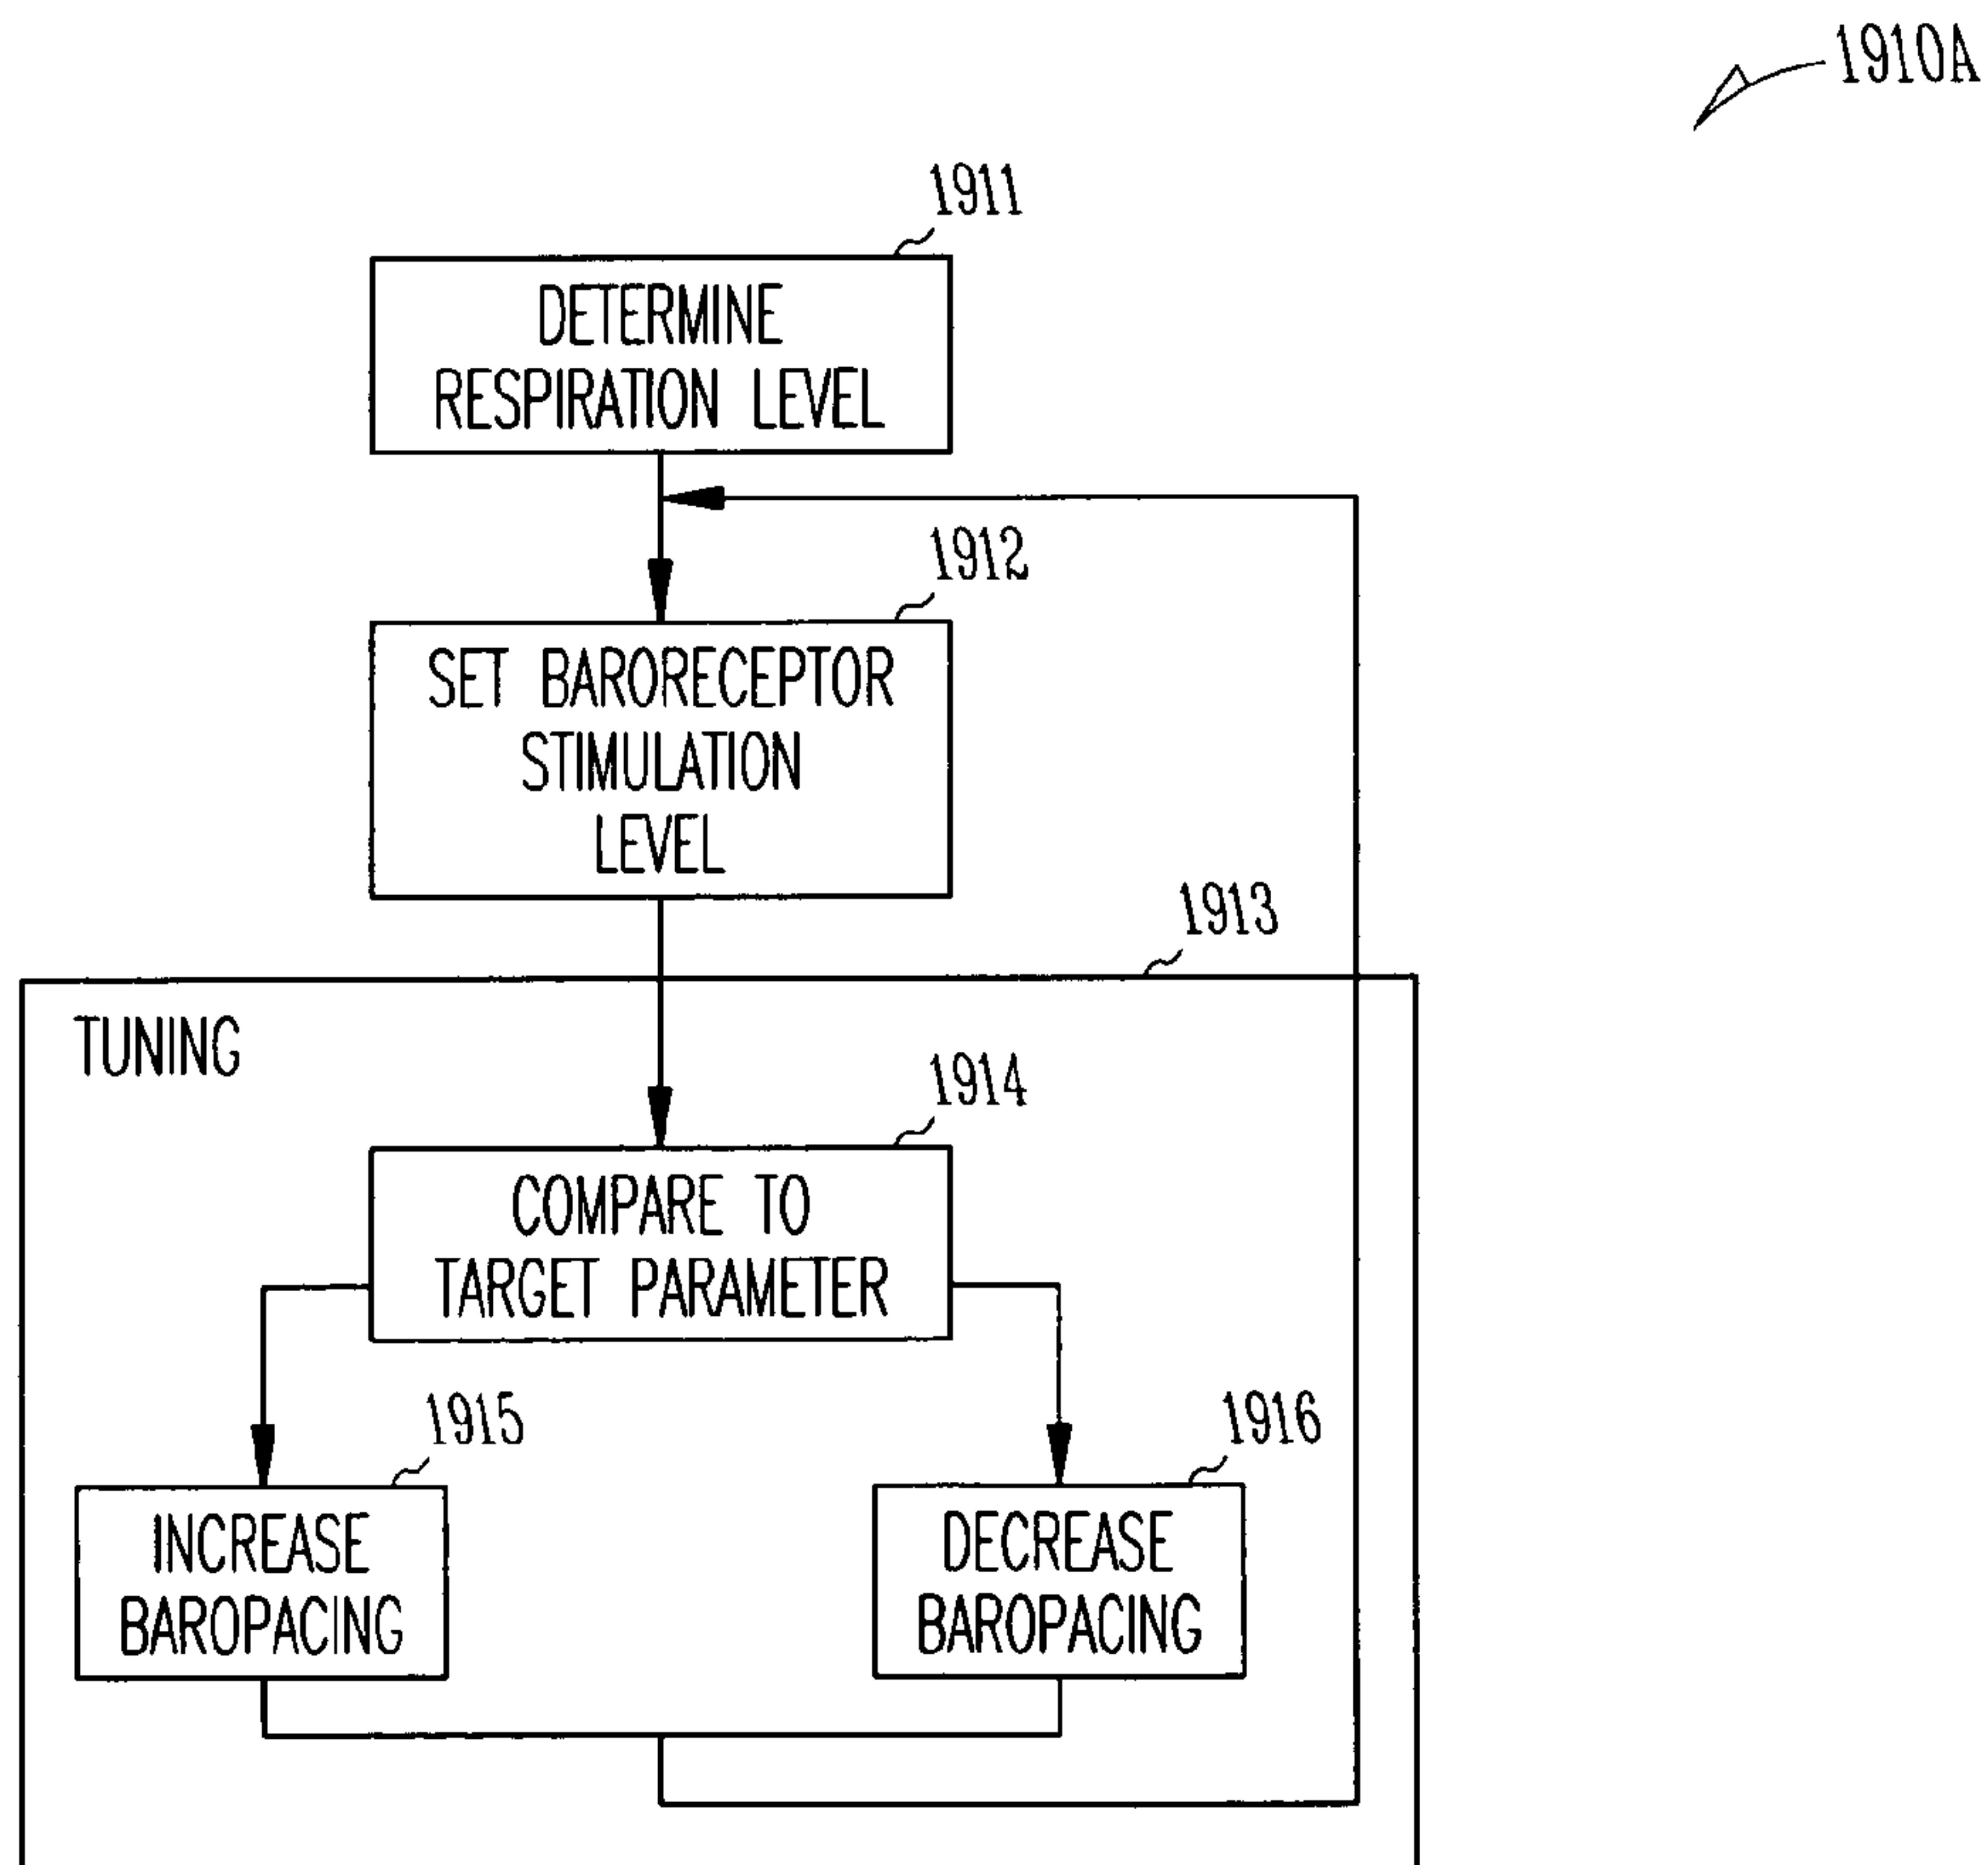 1910A
1911
DETERMINE
RESPIRATION LEVEL
1912
SET BARORECEPTOR
STIMULATION
LEVEL
1913
TUNING
1914
COMPARE TO
TARGET PARAMETER
1915
INCREASE
BAROPACING
1916
DECREASE
BAROPACING